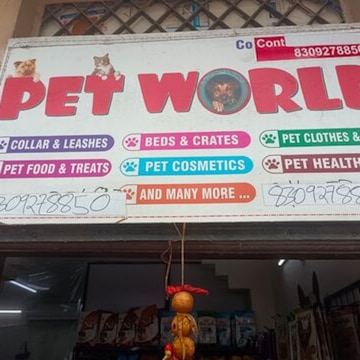 Co Cont
8309278850
PET WORL
COLLAR & LEASHES BEDS & CRATES PET CLOTHES &
PET FOOD & TREATS PET COSMETICS PET HEALTH
AND MANY MORE ...